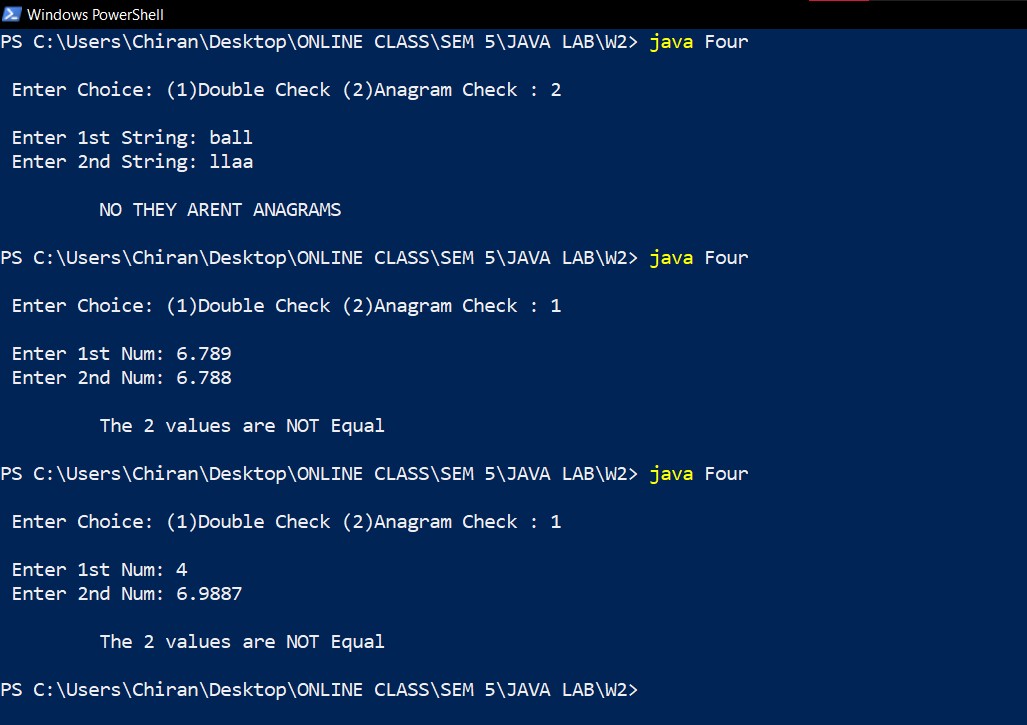 Windows PowerShell
PS C:\Users\Chiran\Desktop\ONLINE CLASS\SEM 5\JAVA LAB\W2> java Four
Enter Choice: (1)Double Check (2)Anagram Check : 2
Enter 1st String: ball
Enter 2nd String: llaa
NO THEY ARENT ANAGRAMS
PS C:\Users\Chiran\Desktop\ONLINE CLASS\SEM 5\JAVA LAB\W2> java Four
Enter Choice: (1)Double Check (2)Anagram Check : 1
Enter 1st Num: 6.789
Enter 2nd Num: 6.788
The 2 values are NOT Equal
PS C:\Users\Chiran\Desktop\ONLINE CLASS\SEM 5\JAVA LAB\W2> java Four
Enter Choice: (1)Double Check (2)Anagram Check : 1
Enter 1st Num: 4
Enter 2nd Num: 6.9887
The 2 values are NOT Equal
PS C:\Users\Chiran\Desktop\ONLINE CLASS\SEM 5\JAVA LAB\W2>